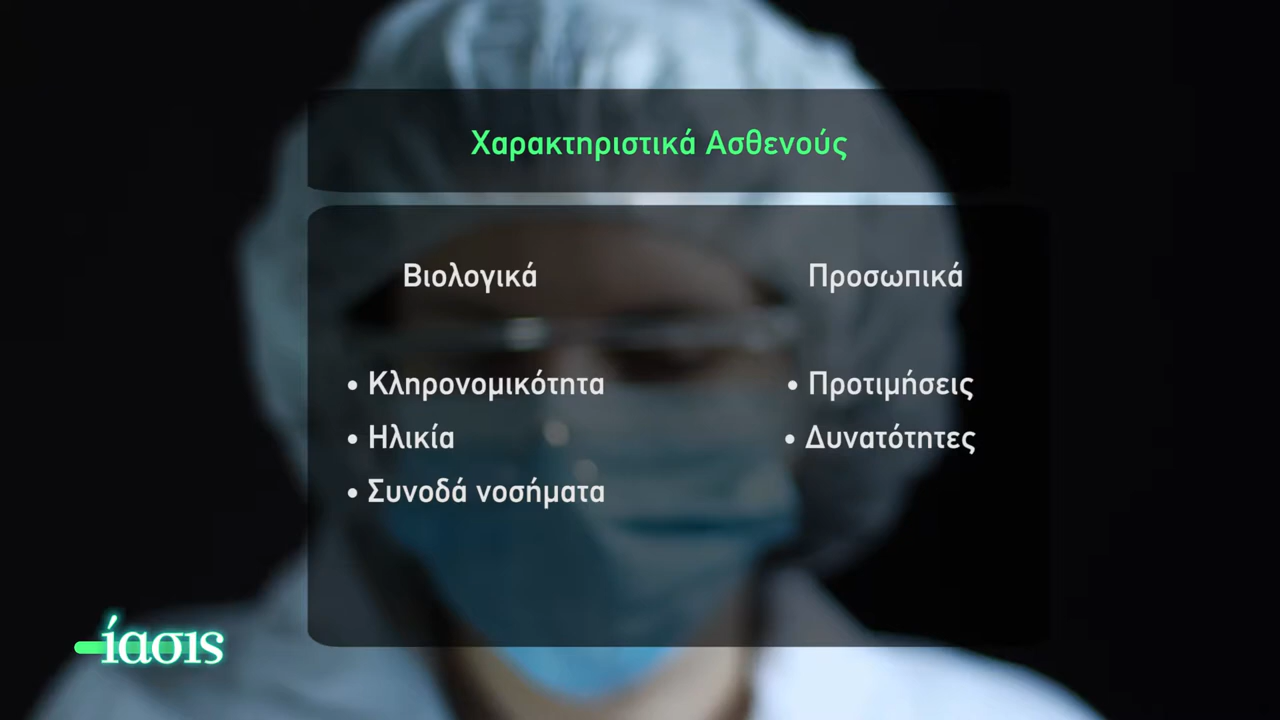 Χαρακτηριστικά Ασθενούς
Βιολογικά
• Κληρονομικότητα
• Ηλικία
• Συνοδά νοσήματα
Προσωπικά
• Προτιμήσεις
• Δυνατότητες
ίασις